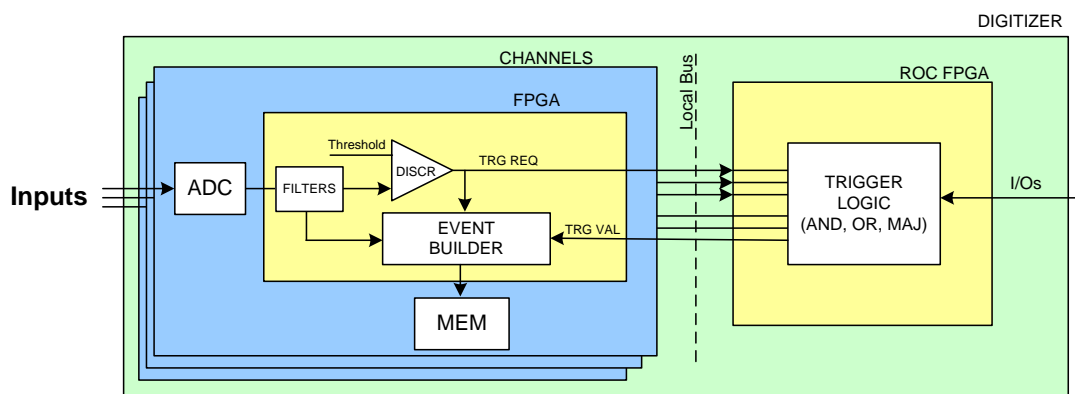 DIGITIZER
CHANNELS
Local Bus
ROC FPGA
FPGA
Threshold
DISCR
TRG REQ
Inputs
ADC
FILTERS
TRIGGER
LOGIC
(AND, OR, MAJ)
I/Os
EVENT
BUILDER
TRG VAL
MEM